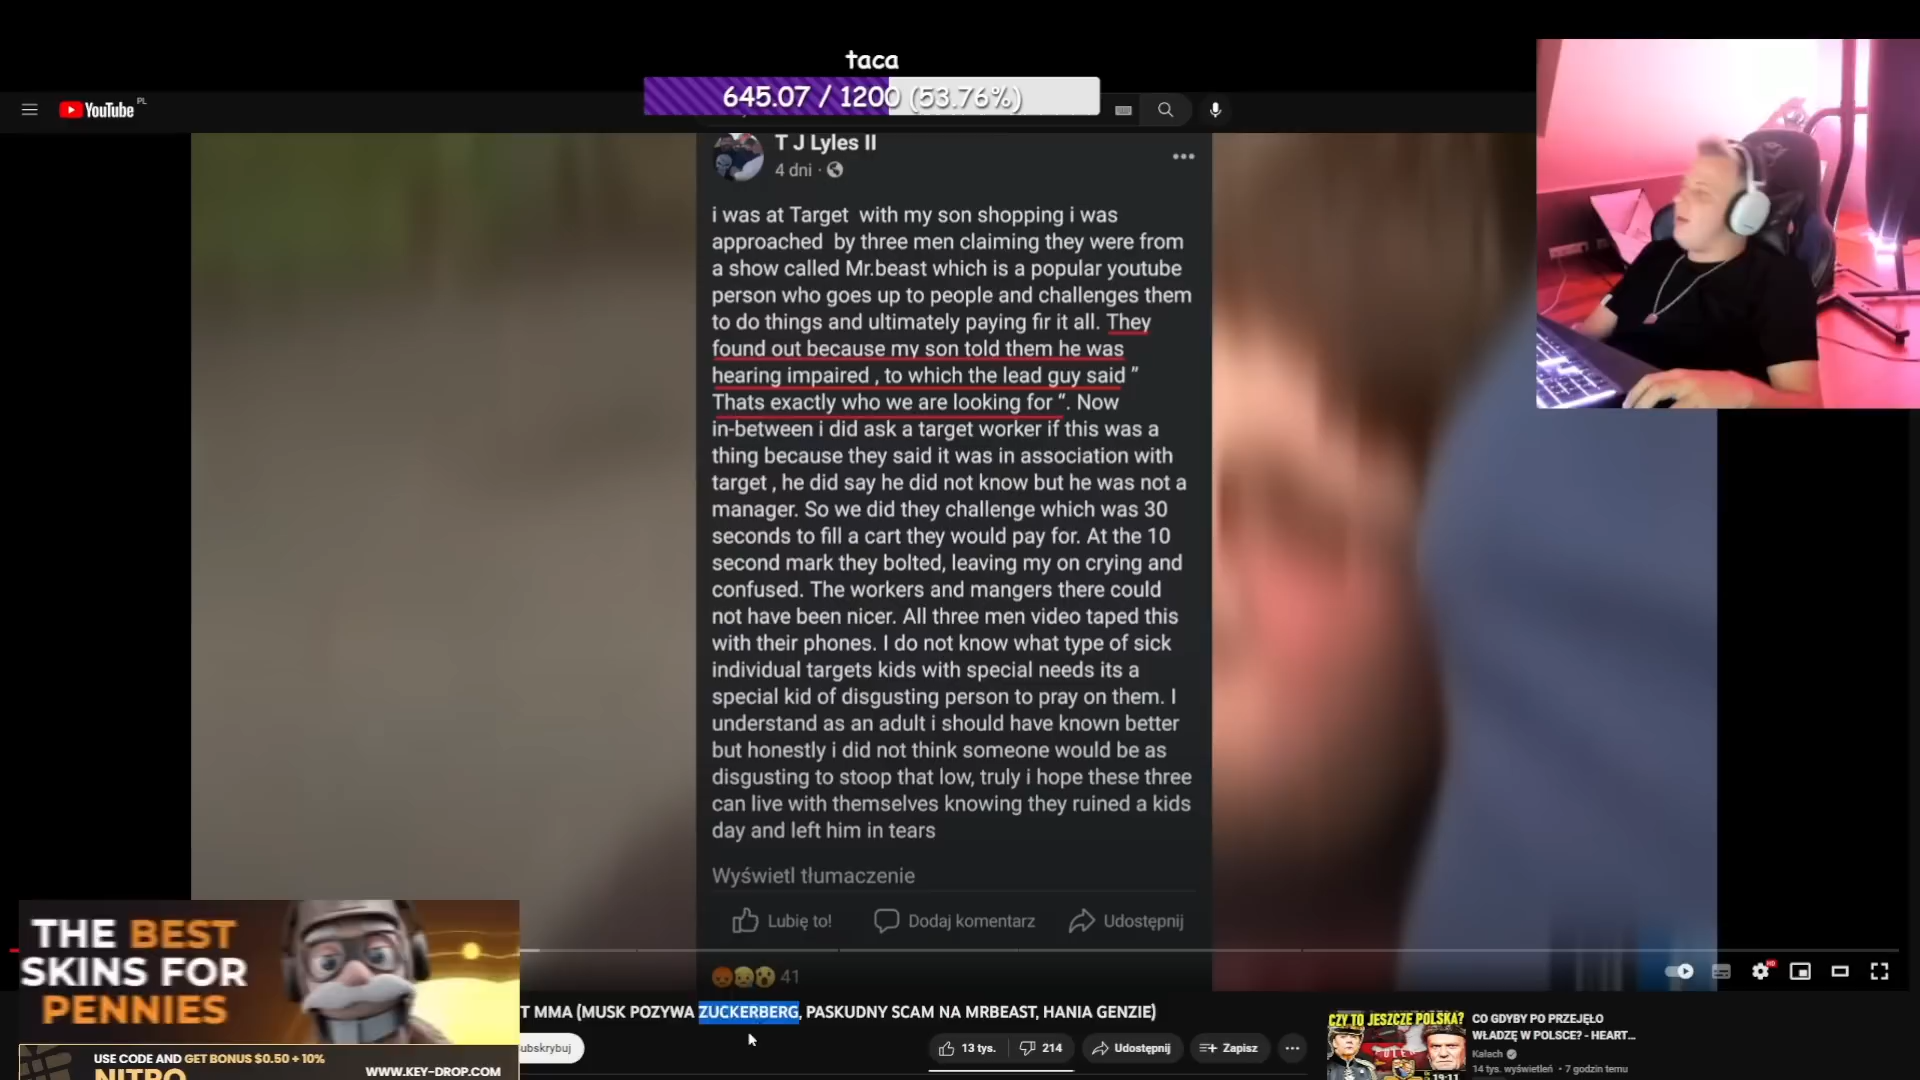 taca
645.07 / 1200 (53.76%)
YouTube PL
T J Lyles II
4 dni ·
i was at Target with my son shopping i was
approached by three men claiming they were from
a show called Mr.beast which is a popular youtube
person who goes up to people and challenges them
to do things and ultimately paying fir it all. They
found out because my son told them he was
hearing impaired , to which the lead guy said ”
Thats exactly who we are looking for “. Now
in-between i did ask a target worker if this was a
thing because they said it was in association with
target , he did say he did not know but he was not a
manager. So we did they challenge which was 30
seconds to fill a cart they would pay for. At the 10
second mark they bolted, leaving my on crying and
confused. The workers and mangers there could
not have been nicer. All three men video taped this
with their phones. I do not know what type of sick
individual targets kids with special needs its a
special kid of disgusting person to pray on them. I
understand as an adult i should have known better
but honestly i did not think someone would be as
disgusting to stoop that low, truly i hope these three
can live with themselves knowing they ruined a kids
day and left him in tears
Wyświetl tłumaczenie
Lubię to! Dodaj komentarz Udostępnij
41
THE BEST
SKINS FOR
PENNIES
USE CODE AND GET BONUS $0.50 + 10%
NITRO
WWW.KEY-DROP.COM
HD
T MMA (MUSK POZYWA ZUCKERBERG, PASKUDNY SCAM NA MRBEAST, HANIA GENZIE)
ubskrybuj
13 tys. 214 Udostępnij Zapisz
CZY TO JESZCZE POLSKA?
19:11
CO GDYBY PO PRZEJĘŁO
WŁADZĘ W POLSCE? - HEART...
Kalach
14 tys. wyświetleń • 7 godzin temu